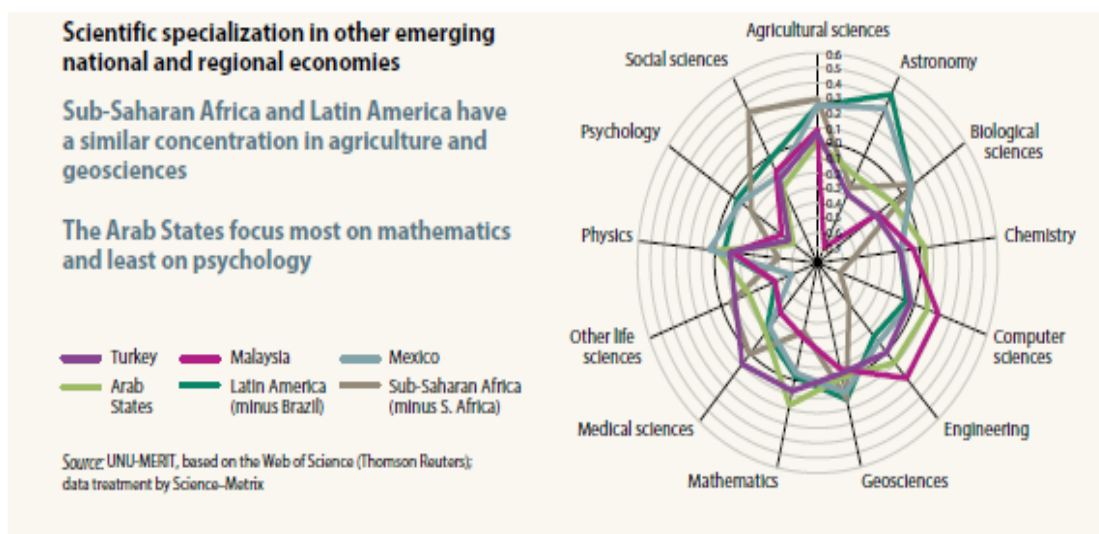 Scientific specialization in other emerging
national and regional economies
Sub-Saharan Africa and Latin America have
a similar concentration in agriculture and
geosciences
The Arab States focus most on mathematics
and least on psychology
Turkey
Malaysia
Mexico
Arab
States
Latin America
(minus Brazil)
Sub-Saharan Africa
(minus S. Africa)
Source: UNU-MERIT, based on the Web of Science (Thomson Reuters);
data treatment by Science–Metrix
Agricultural sciences
Astronomy
Biological
sciences
Chemistry
Computer
sciences
Engineering
Geosciences
Mathematics
Medical sciences
Other life
sciences
Physics
Psychology
Social sciences
0.6
0.5
0.4
0.3
0.2
0.1
0.0